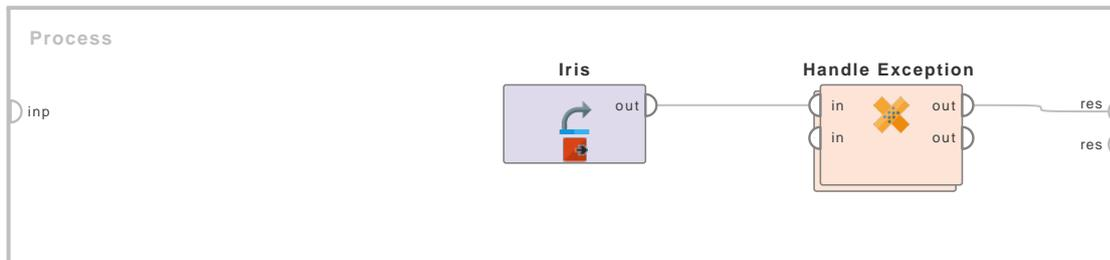 Process
Iris
Handle Exception
inp
out
in
out
res
in
out
res